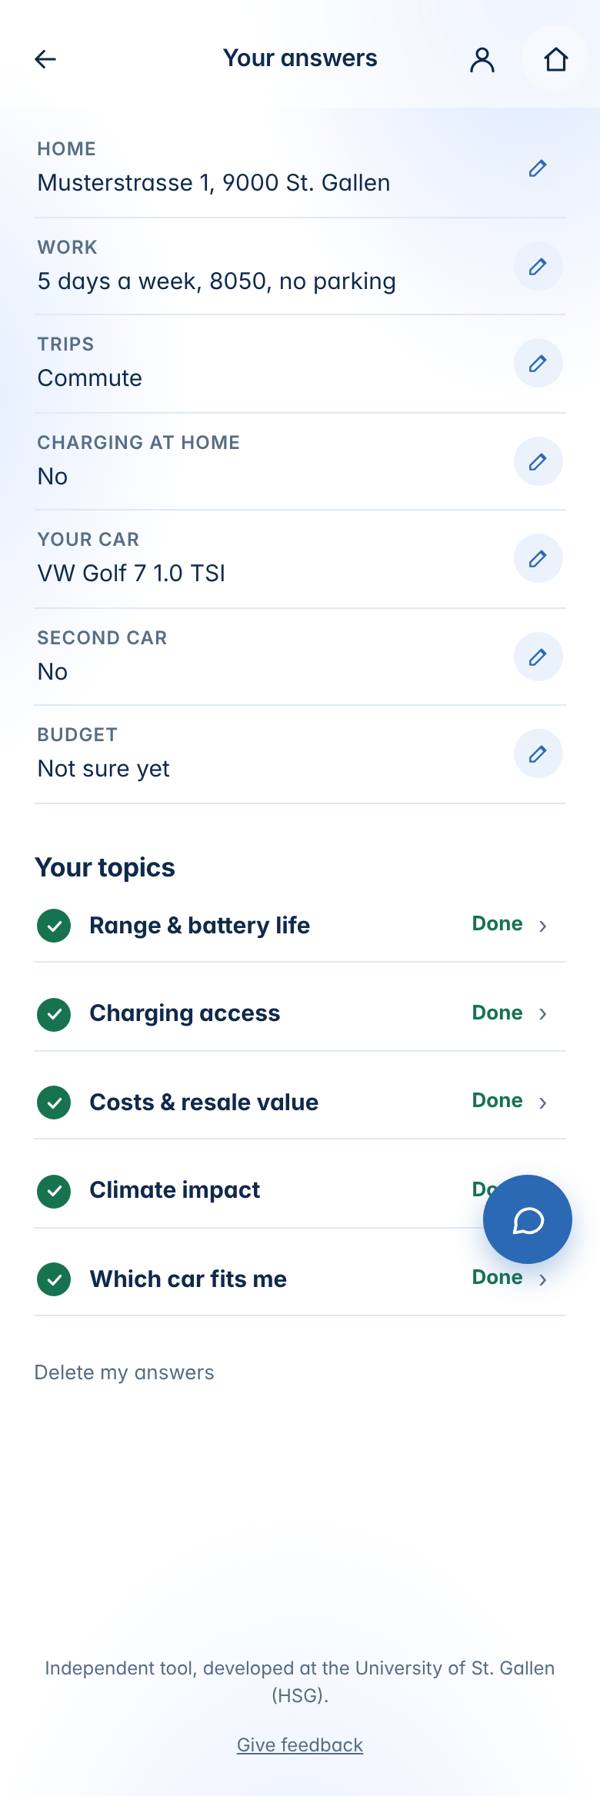 Your answers
HOME
Musterstrasse 1, 9000 St. Gallen
WORK
5 days a week, 8050, no parking
TRIPS
Commute
CHARGING AT HOME
No
YOUR CAR
VW Golf 7 1.0 TSI
SECOND CAR
No
BUDGET
Not sure yet
Your topics
Range & battery life Done
Charging access Done
Costs & resale value Done
Climate impact
Which car fits me Done
Delete my answers
Independent tool, developed at the University of St. Gallen
(HSG).
Give feedback